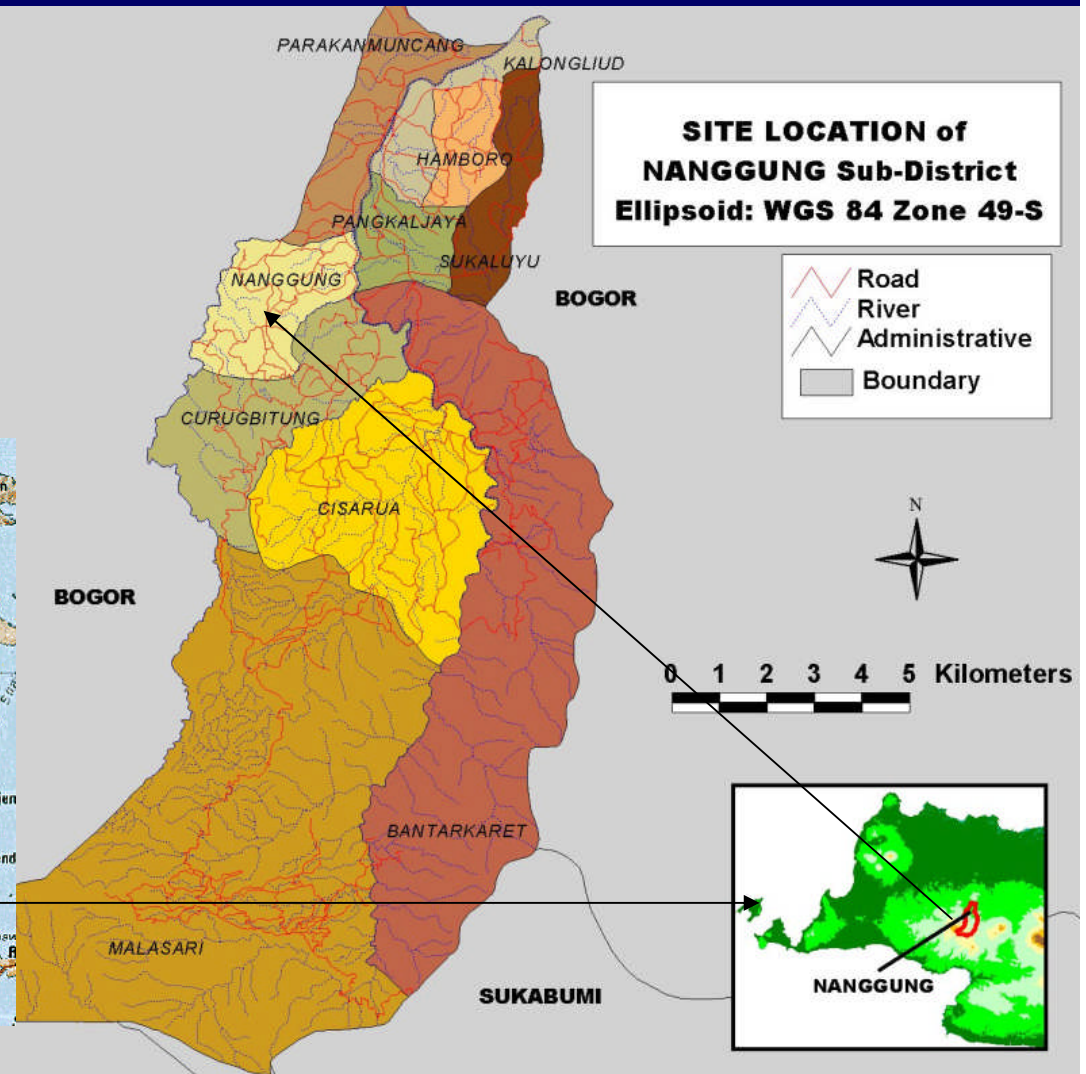 PARAKANMUNCANG
KALONGLIUD
SITE LOCATION of
NANGGUNG Sub-District
Ellipsoid: WGS 84 Zone 49-S
HAMBORO
PANGKALJAYA
SUKALUYU
NANGGUNG
BOGOR
Road
River
Administrative
Boundary
CURUGBITUNG
CISARUA
N
BOGOR
0 1 2 3 4 5 Kilometers
BANTARKARET
MALASARI
SUKABUMI
NANGGUNG